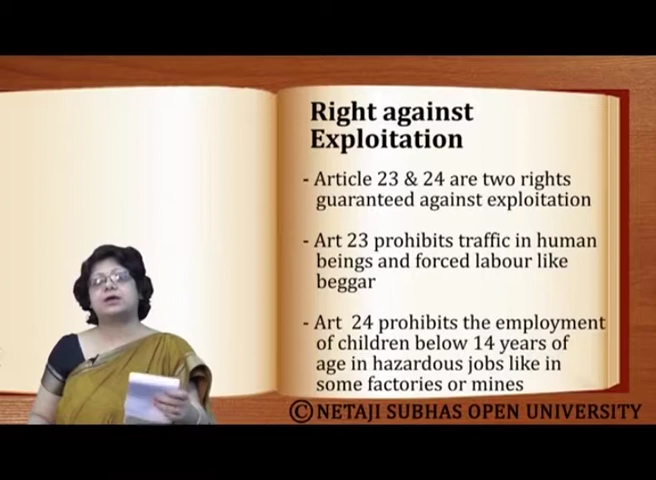 Right against
Exploitation
- Article 23 & 24 are two rights
guaranteed against exploitation
- Art 23 prohibits traffic in human
beings and forced labour like
beggar
- Art 24 prohibits the employment
of children below 14 years of
age in hazardous jobs like in
some factories or mines
©NETAJI SUBHAS OPEN UNIVERSITY